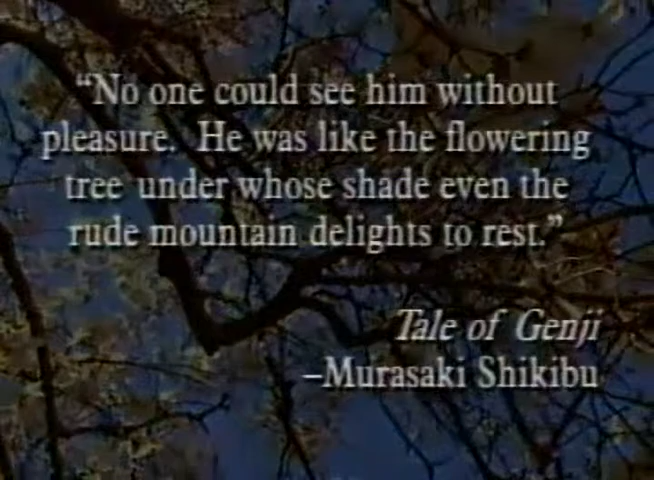 “No one could see him without
pleasure. He was like the flowering
tree under whose shade even the
rude mountain delights to rest.”
Tale of Genji
–Murasaki Shikibu